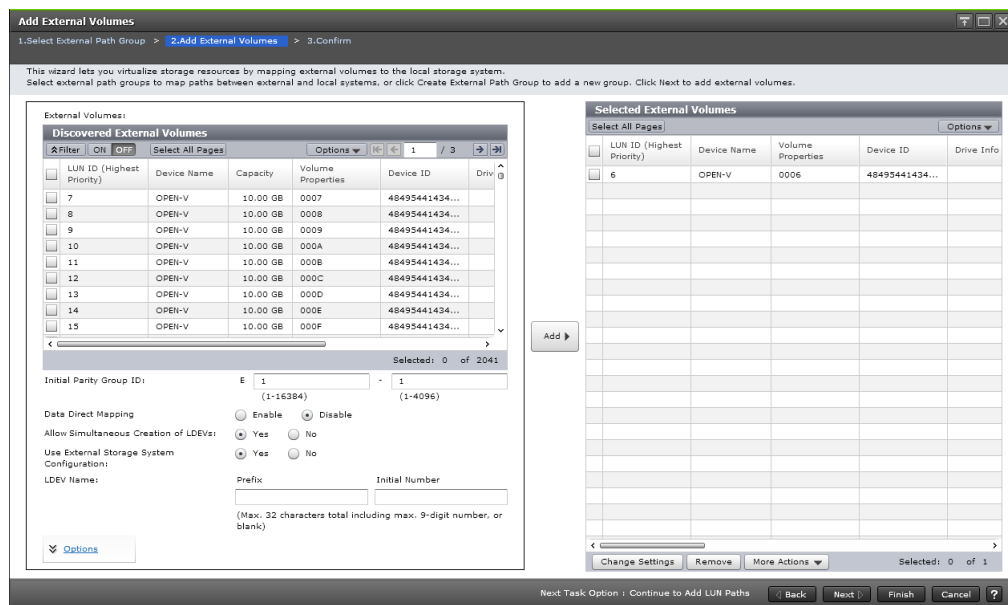 Add External Volumes
1.Select External Path Group > 2.Add External Volumes > 3.Confirm
This wizard lets you virtualize storage resources by mapping external volumes to the local storage system.
Select external path groups to map paths between external and local systems, or click Create External Path Group to add a new group. Click Next to add external volumes.
External Volumes:
Discovered External Volumes
Filter ON OFF Select All Pages Options 1 / 3
LUN ID (Highest Priority) Device Name Capacity Volume Properties Device ID Driv
7 OPEN-V 10.00 GB 0007 48495441434...
8 OPEN-V 10.00 GB 0008 48495441434...
9 OPEN-V 10.00 GB 0009 48495441434...
10 OPEN-V 10.00 GB 000A 48495441434...
11 OPEN-V 10.00 GB 000B 48495441434...
12 OPEN-V 10.00 GB 000C 48495441434...
13 OPEN-V 10.00 GB 000D 48495441434...
14 OPEN-V 10.00 GB 000E 48495441434...
15 OPEN-V 10.00 GB 000F 48495441434...
Selected: 0 of 2041
Initial Parity Group ID: E 1 - 1
(1-16384) (1-4096)
Data Direct Mapping Enable Disable
Allow Simultaneous Creation of LDEVs: Yes No
Use External Storage System Configuration: Yes No
LDEV Name: Prefix Initial Number
(Max. 32 characters total including max. 9-digit number, or
blank)
Options
Add
Selected External Volumes
Select All Pages Options
LUN ID (Highest Priority) Device Name Volume Properties Device ID Drive Info
6 OPEN-V 0006 48495441434...
Change Settings Remove More Actions Selected: 0 of 1
Next Task Option : Continue to Add LUN Paths Back Next Finish Cancel ?